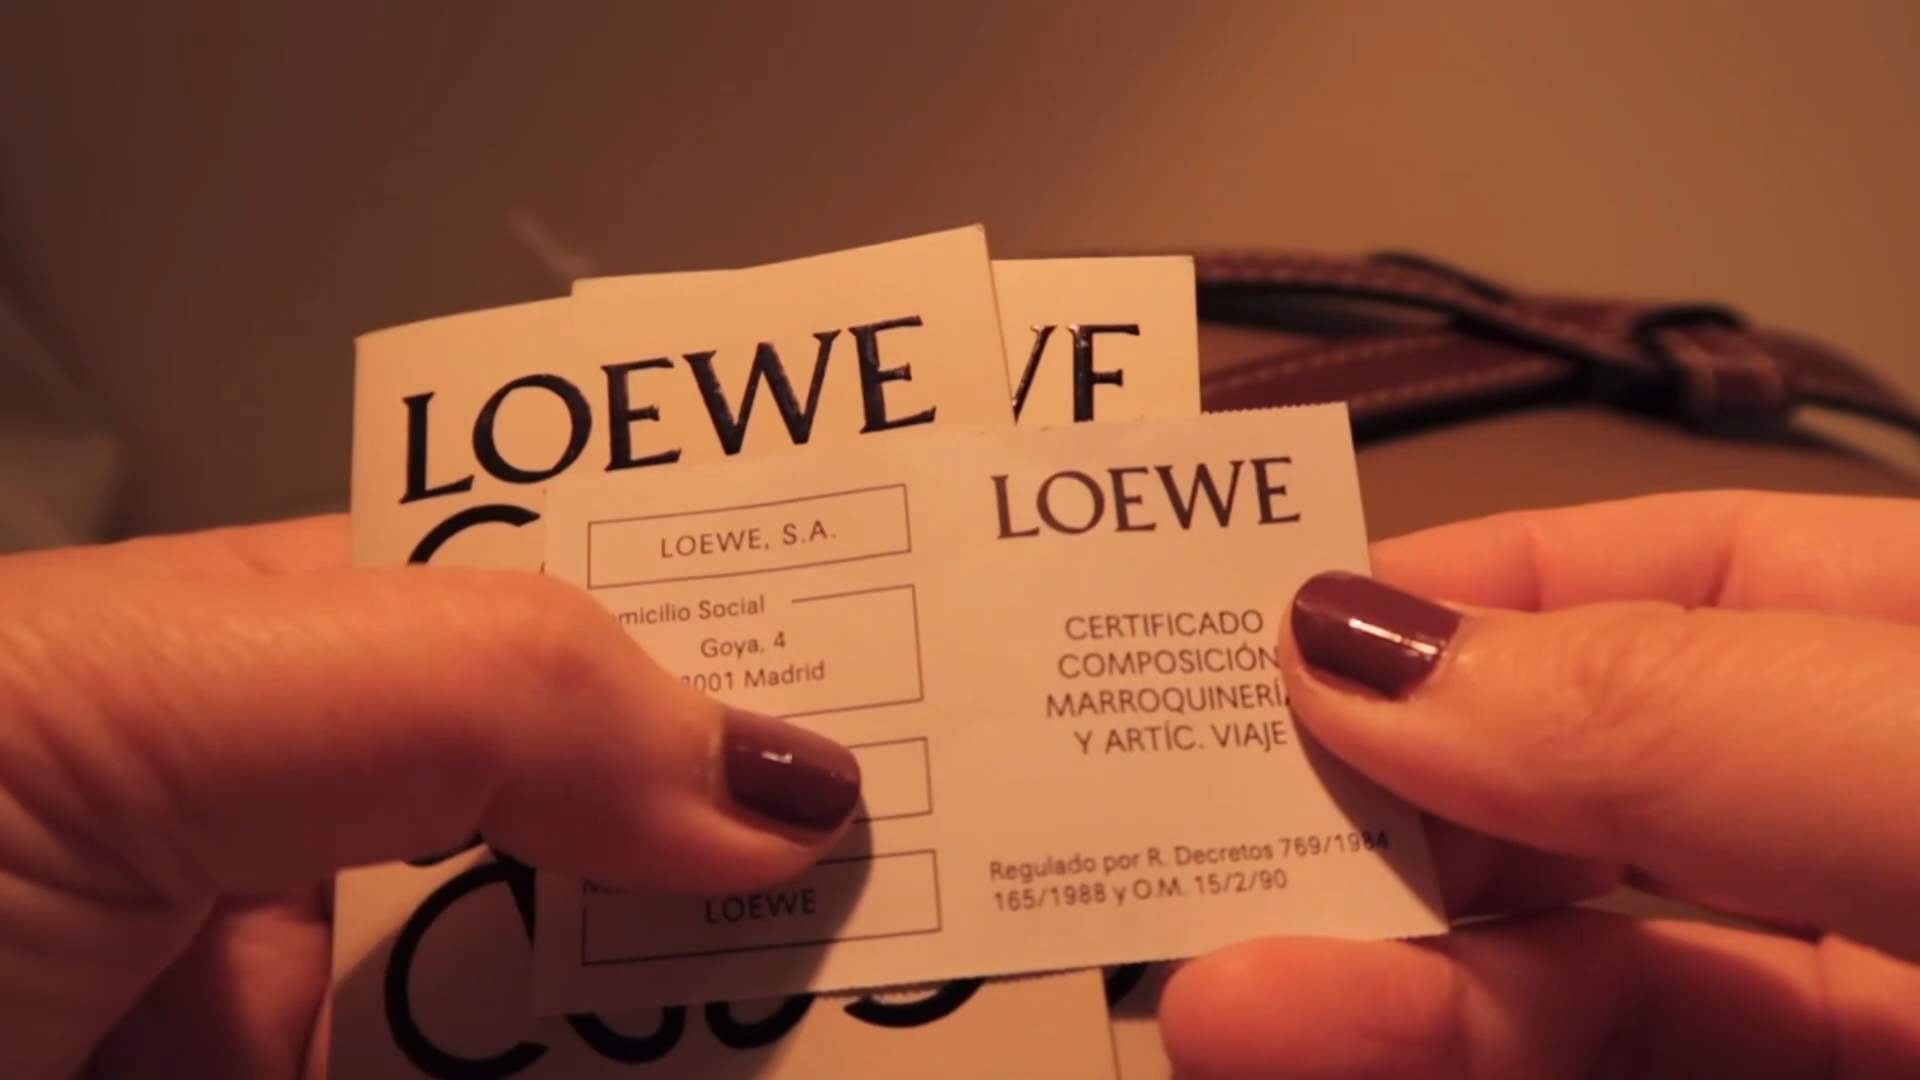 LOEWE
LOEWE, S.A.
Domicilio Social
Goya, 4
Madrid
LOEWE
LOEWE
CERTIFICADO
COMPOSICIÓN
MARROQUINERÍA
Y ARTÍC. VIAJE
Regulado por R. Decretos 769/1984
165/1988 y O.M. 15/2/90